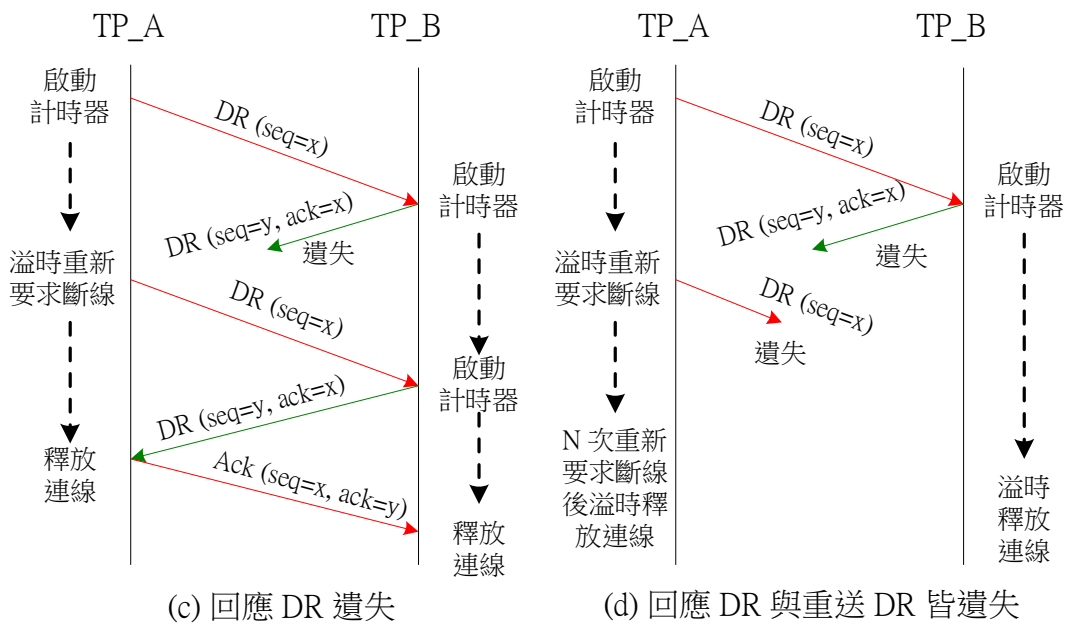 TP_A
TP_B
啟動
計時器
DR (seq=x)
啟動
計時器
DR (seq=y, ack=x)
遺失
溢時重新
要求斷線
DR (seq=x)
啟動
計時器
DR (seq=y, ack=x)
釋放
連線
Ack (seq=x, ack=y)
釋放
連線
(c) 回應 DR 遺失
TP_A
TP_B
啟動
計時器
DR (seq=x)
啟動
計時器
DR (seq=y, ack=x)
遺失
溢時重新
要求斷線
DR (seq=x)
遺失
N 次重新
要求斷線
後溢時釋
放連線
溢時
釋放
連線
(d) 回應 DR 與重送 DR 皆遺失